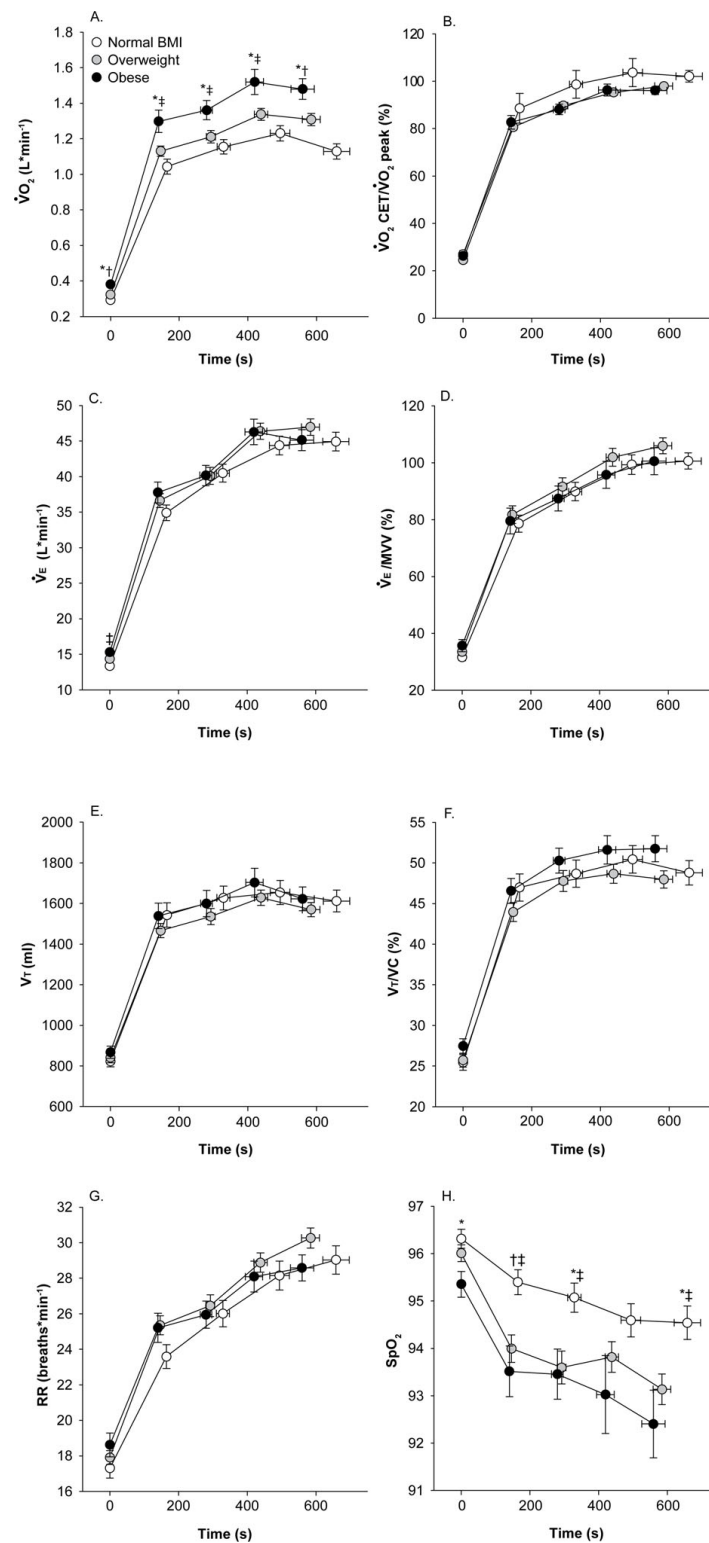 A.
Normal BMI
Overweight
Obese
1.8
1.6
1.4
1.2
1.0
0.8
0.6
0.4
0.2
*†
*‡
*‡
*‡
*†
V̇O₂ (L*min⁻¹)
0 200 400 600
Time (s)
B.
120
100
80
60
40
20
0
V̇O₂ CET/V̇O₂ peak (%)
0 200 400 600
Time (s)
C.
50
45
40
35
30
25
20
15
10
‡
V̇E (L*min⁻¹)
0 200 400 600
Time (s)
D.
120
100
80
60
40
20
V̇E /MVV (%)
0 200 400 600
Time (s)
E.
2000
1800
1600
1400
1200
1000
800
600
VT (ml)
0 200 400 600
Time (s)
F.
55
50
45
40
35
30
25
20
VT/VC (%)
0 200 400 600
Time (s)
G.
32
30
28
26
24
22
20
18
16
RR (breaths*min⁻¹)
0 200 400 600
Time (s)
H.
97
96
95
94
93
92
91
*
†‡
*‡
*‡
SpO₂
0 200 400 600
Time (s)